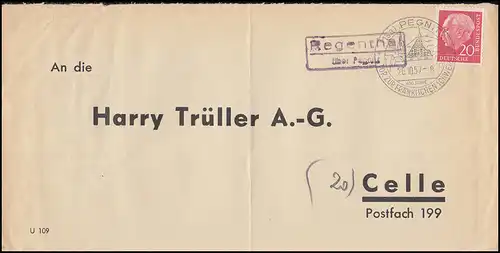 PEGNITZ
An die
Regenthal
über Pegnitz
20
DEUTSCHE BUNDESPOST
Harry Trüller A.-G.
(20)
Celle
Postfach 199
U 109